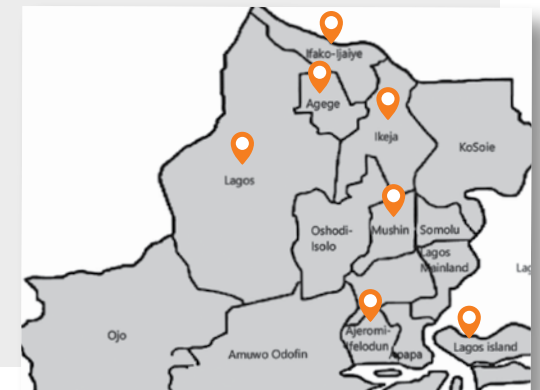 Ifako-Ijaiye
Agege
Ikeja
KoSoie
Lagos
Oshodi-
Isolo
Mushin
Somolu
Lagos
Mainland
Lag
Ojo
Amuwo Odofin
Ajeromi-
Ifelodun
Apapa
Lagos island